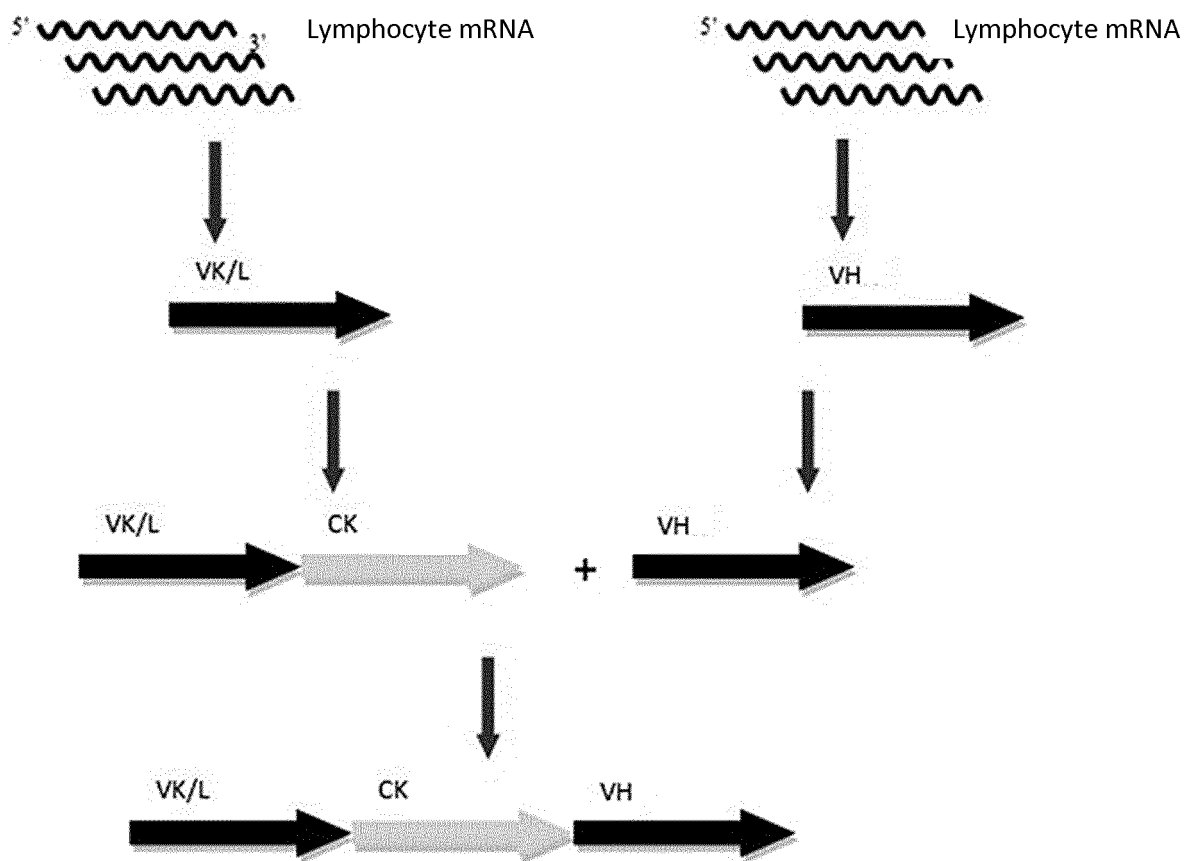 5' Lymphocyte mRNA 5' Lymphocyte mRNA
3'
VK/L VH
VK/L CK VH
+
VK/L CK VH